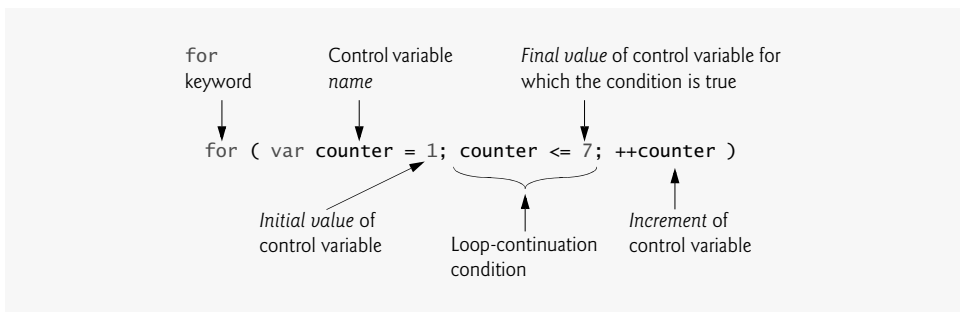 for
keyword
Control variable
name
Final value of control variable for
which the condition is true
for ( var counter = 1; counter <= 7; ++counter )
Initial value of
control variable
Loop-continuation
condition
Increment of
control variable